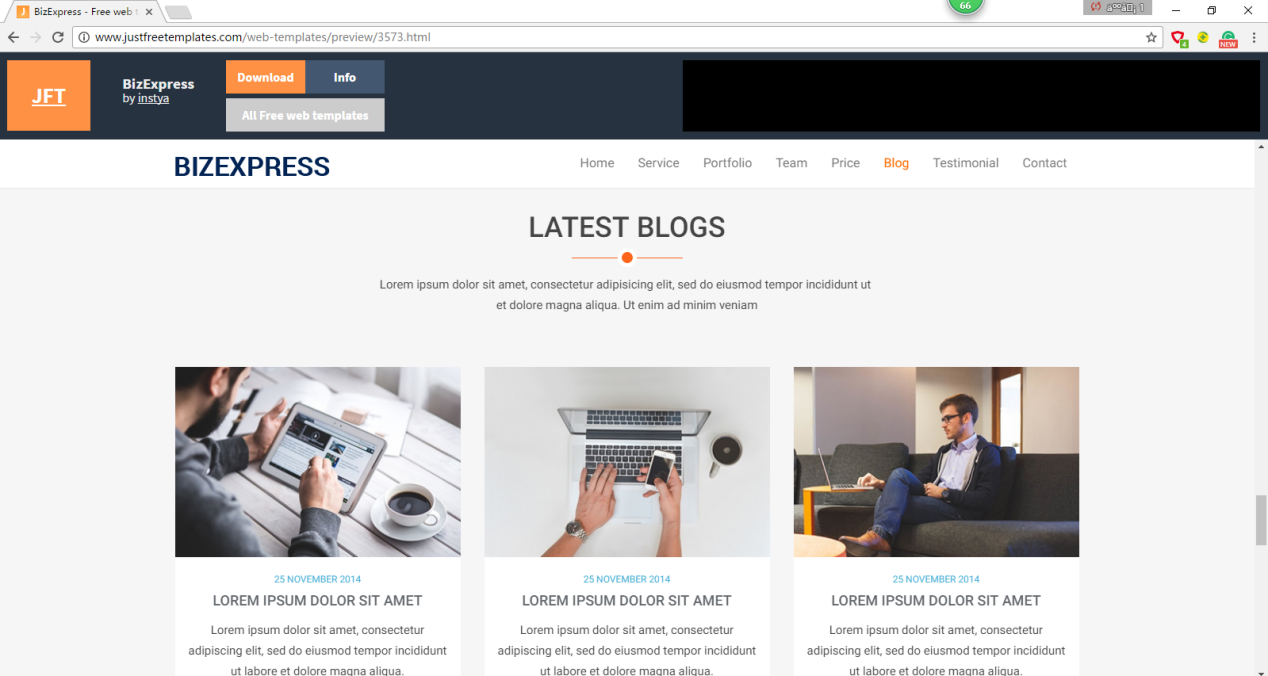 66
BizExpress - Free web t
www.justfreetemplates.com/web-templates/preview/3573.html
4
NEW
JFT
BizExpress
by instya
Download
Info
All Free web templates
BIZEXPRESS
Home Service Portfolio Team Price Blog Testimonial Contact
LATEST BLOGS
Lorem ipsum dolor sit amet, consectetur adipisicing elit, sed do eiusmod tempor incididunt ut
et dolore magna aliqua. Ut enim ad minim veniam
25 NOVEMBER 2014
LOREM IPSUM DOLOR SIT AMET
Lorem ipsum dolor sit amet, consectetur
adipiscing elit, sed do eiusmod tempor incididunt
ut labore et dolore magna aliqua.
25 NOVEMBER 2014
LOREM IPSUM DOLOR SIT AMET
Lorem ipsum dolor sit amet, consectetur
adipiscing elit, sed do eiusmod tempor incididunt
ut labore et dolore magna aliqua.
25 NOVEMBER 2014
LOREM IPSUM DOLOR SIT AMET
Lorem ipsum dolor sit amet, consectetur
adipiscing elit, sed do eiusmod tempor incididunt
ut labore et dolore magna aliqua.